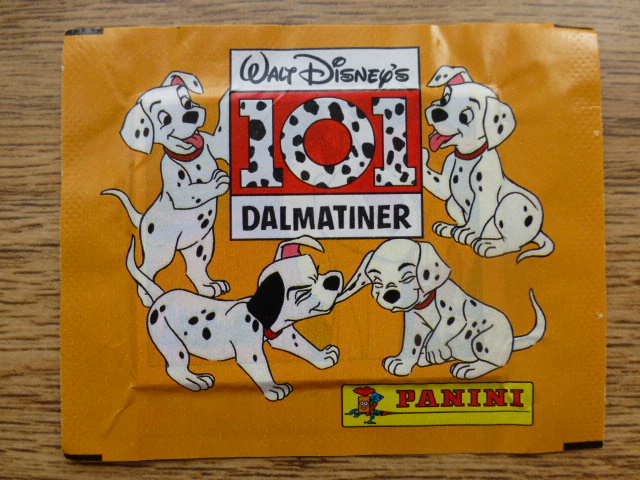 WALT DISNEY'S
101
DALMATINER
PANINI